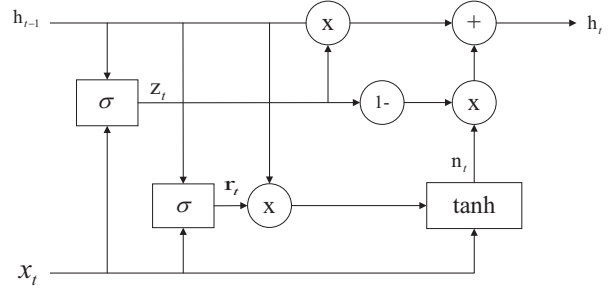 h_{t-1} x + h_t
σ z_t 1- x
n_t
σ r_t x tanh
x_t